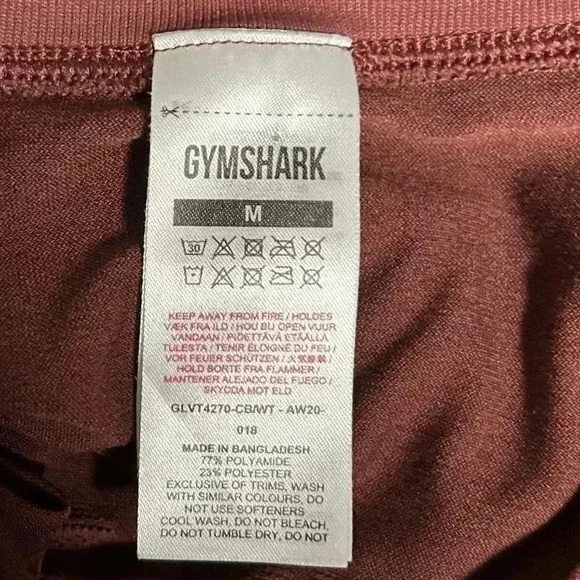 GYMSHARK
M
30
KEEP AWAY FROM FIRE / HOLDES
VÆK FRA ILD / HOU BIJ OPEN VUUR
VANDAAN / PIDETTÄVÄ ETÄÄLLÄ
TULESTA / TENIR ÉLOIGNÉ DU FEU /
VOR FEUER SCHÜTZEN / 火気厳禁 /
HOLD BORTE FRA FLAMMER /
MANTENER ALEJADO DEL FUEGO /
SKYDDA MOT ELD
GLVT4270-CB/WT - AW20-
018
MADE IN BANGLADESH
77% POLYAMIDE
23% POLYESTER
EXCLUSIVE OF TRIMS, WASH
WITH SIMILAR COLOURS, DO
NOT USE SOFTENERS
COOL WASH, DO NOT BLEACH,
DO NOT TUMBLE DRY, DO NOT